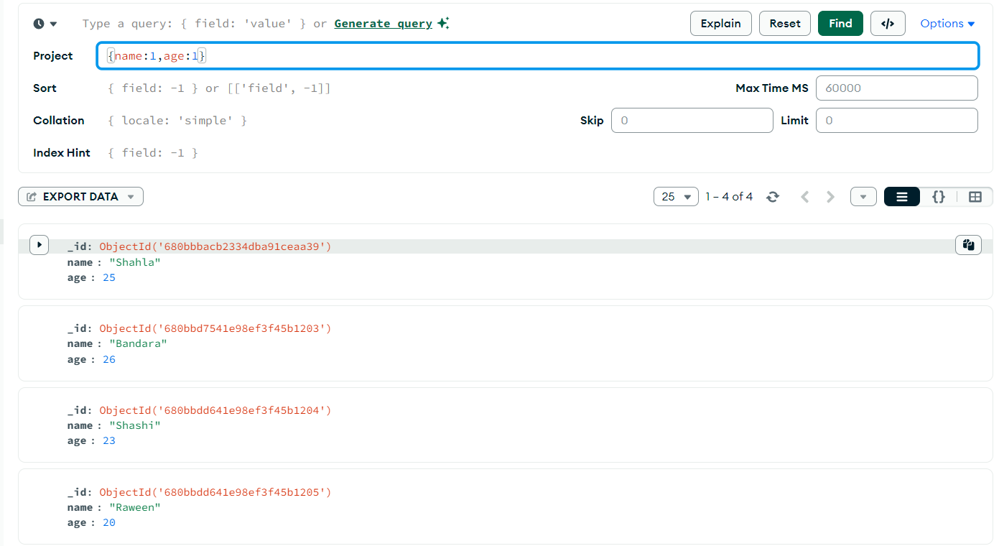 Type a query: { field: 'value' } or Generate query
Explain
Reset
Find
</>
Options
Project
{name:1,age:1}
Sort
{ field: -1 } or [['field', -1]]
Max Time MS
60000
Collation
{ locale: 'simple' }
Skip
0
Limit
0
Index Hint
{ field: -1 }
EXPORT DATA
25
1 – 4 of 4
{}
_id: ObjectId('680bbbacb2334dba91ceaa39')
name : "Shahla"
age : 25
_id: ObjectId('680bbd7541e98ef3f45b1203')
name : "Bandara"
age : 26
_id: ObjectId('680bbdd641e98ef3f45b1204')
name : "Shashi"
age : 23
_id: ObjectId('680bbdd641e98ef3f45b1205')
name : "Raween"
age : 20